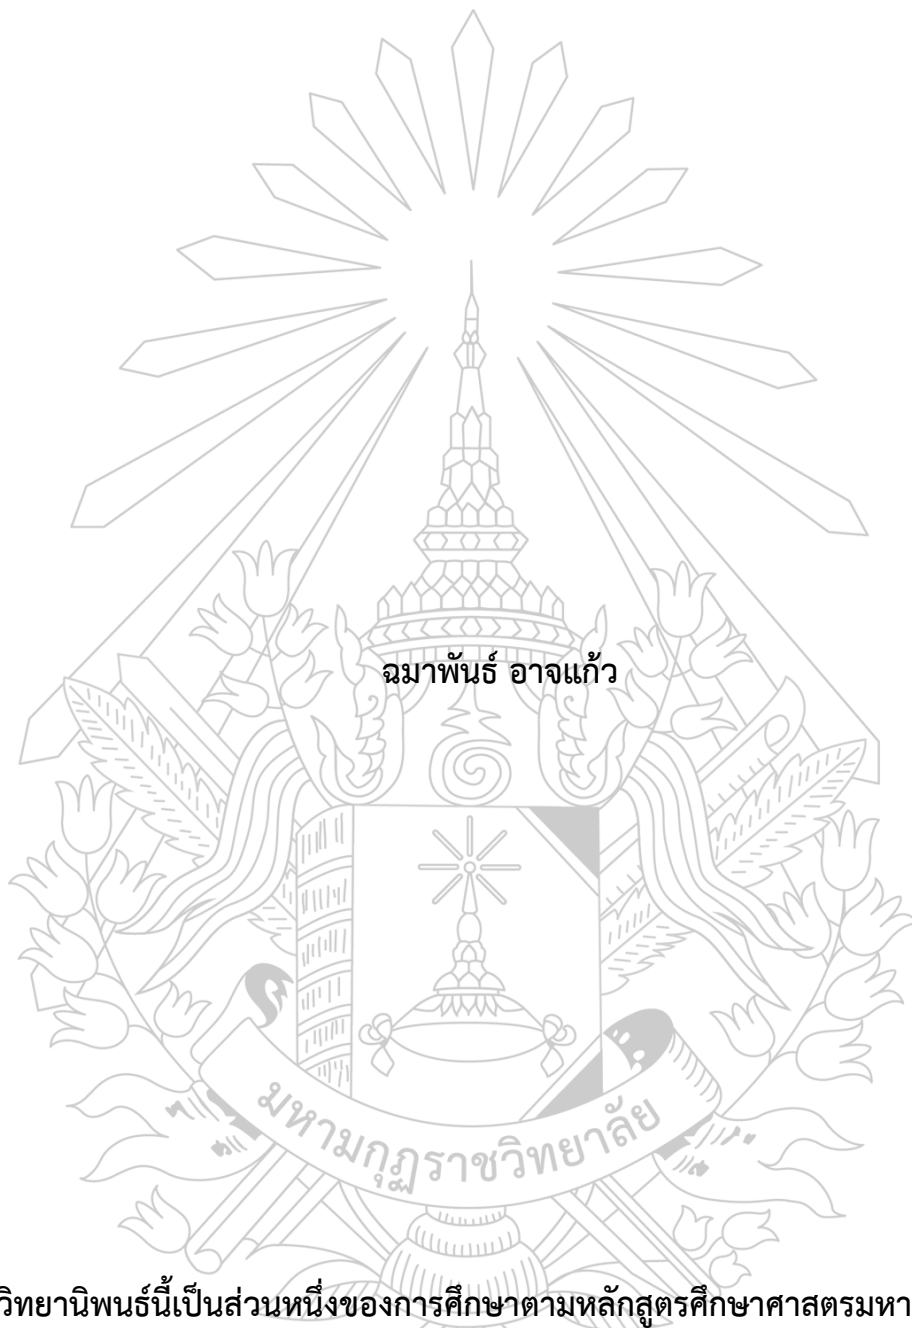 ฉมาพันธ์ อาจแก้ว
มหามกุฏราชวิทยาลัย
วิทยานิพนธ์นี้เป็นส่วนหนึ่งของการศึกษาตามหลักสูตรศึกษาศาสตรมหา